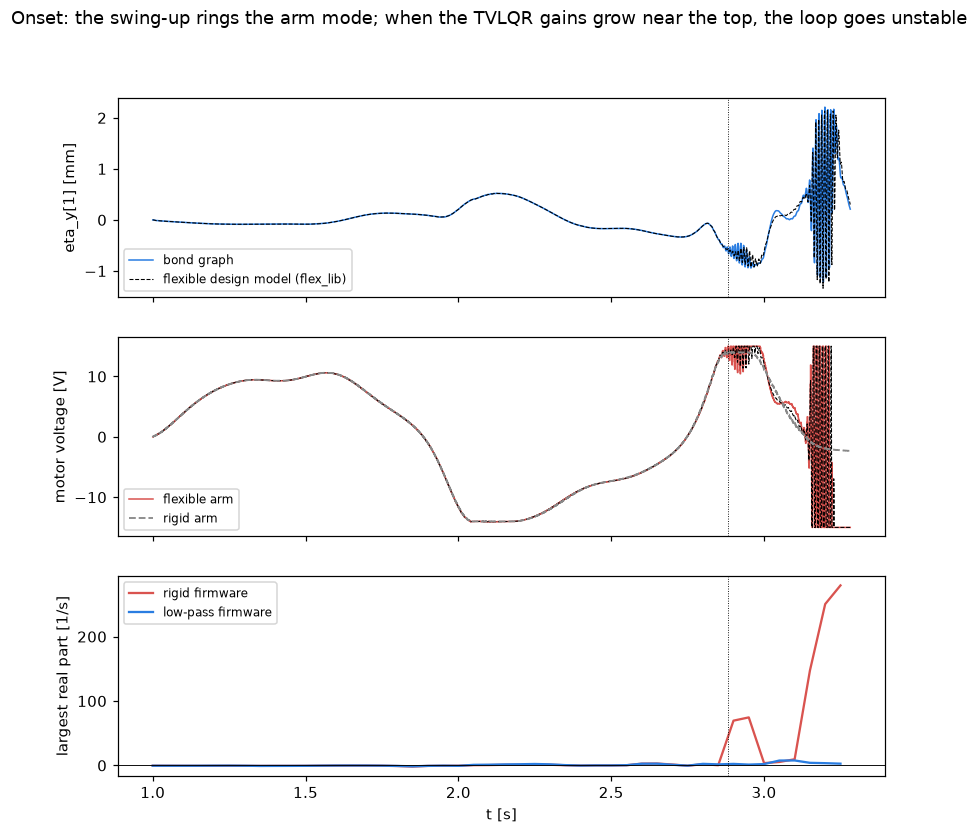 Onset: the swing-up rings the arm mode; when the TVLQR gains grow near the top, the loop goes unstable
eta_y[1] [mm]
2
1
0
−1
bond graph
flexible design model (flex_lib)
motor voltage [V]
10
0
−10
flexible arm
rigid arm
largest real part [1/s]
200
100
0
rigid firmware
low-pass firmware
1.0 1.5 2.0 2.5 3.0
t [s]